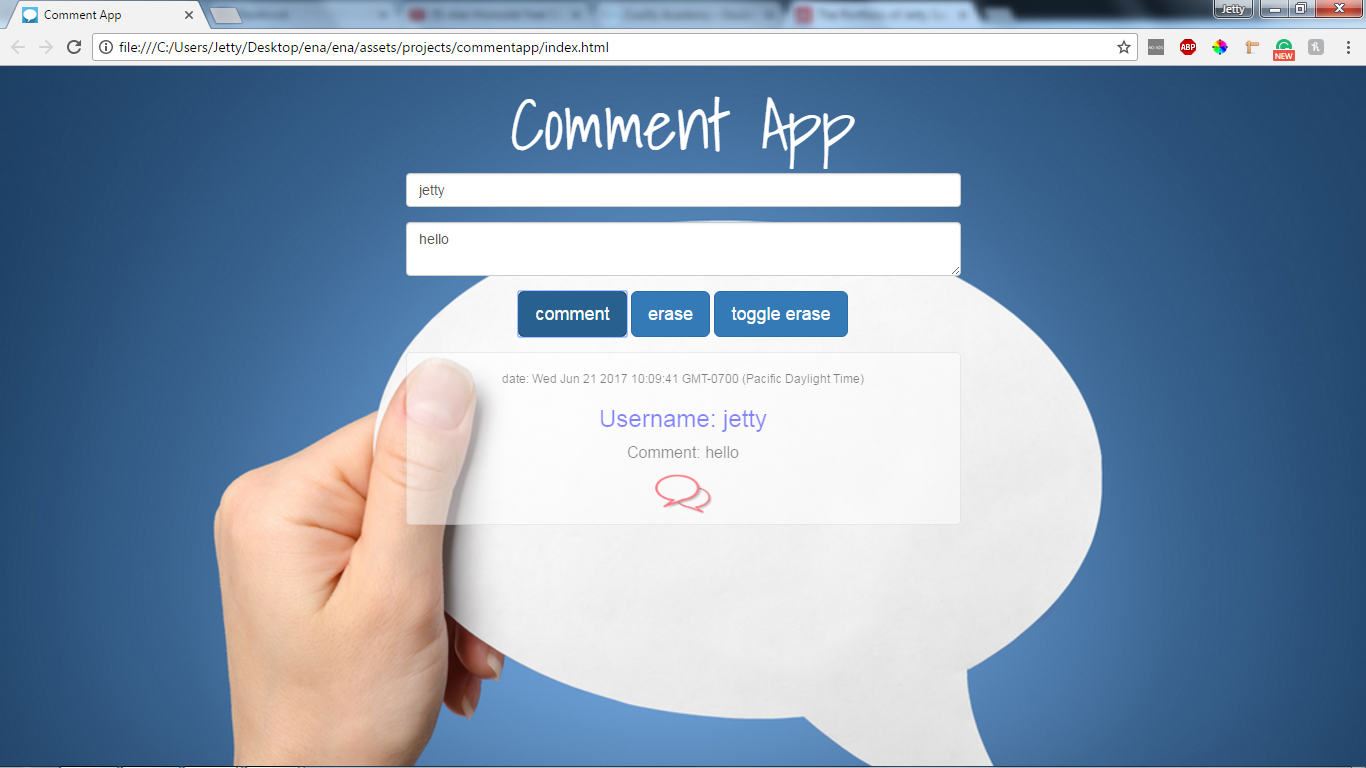 Comment App
Jetty
file:///C:/Users/Jetty/Desktop/ena/ena/assets/projects/commentapp/index.html
ABP
NEW
Comment App
jetty
hello
comment erase toggle erase
date: Wed Jun 21 2017 10:09:41 GMT-0700 (Pacific Daylight Time)
Username: jetty
Comment: hello